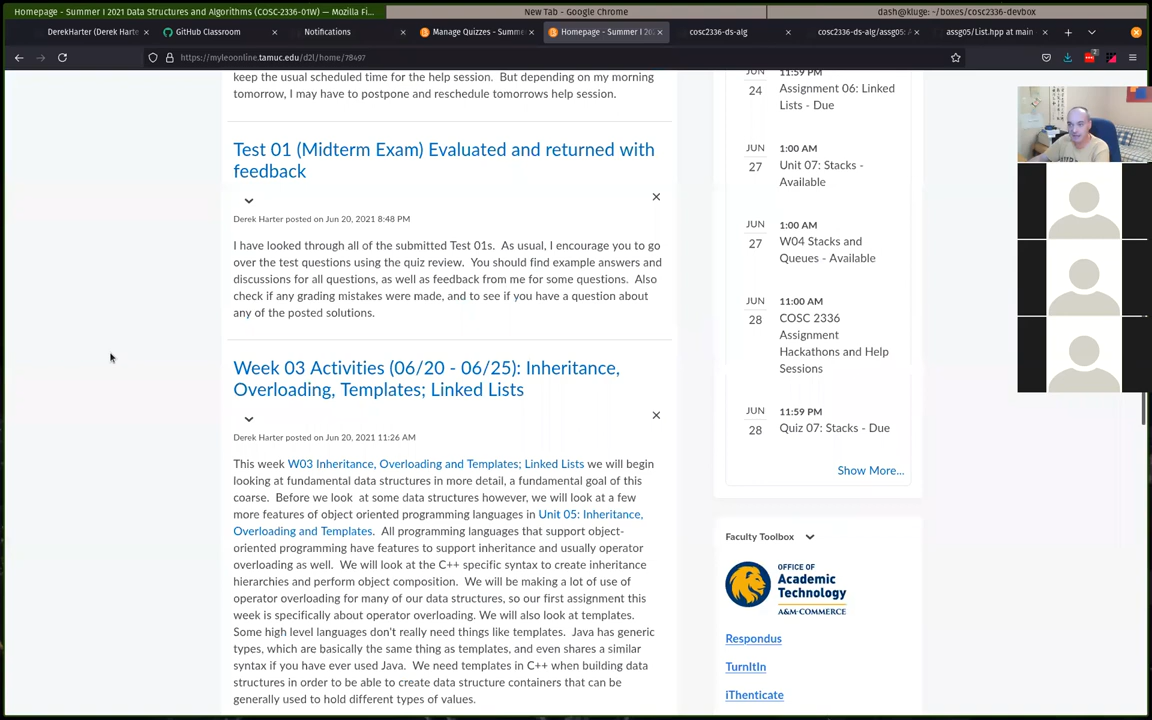 Homepage - Summer I 2021 Data Structures and Algorithms (COSC-2336-01W) — Mozilla Fi...
New Tab - Google Chrome
dash@kluge: ~/boxes/cosc2336-devbox
DerekHarter (Derek Harte
GitHub Classroom
Notifications
Manage Quizzes - Summe
Homepage - Summer I 20
cosc2336-ds-alg
cosc2336-ds-alg/assg05: A
assg05/List.hpp at main
https://myleoonline.tamuc.edu/d2l/home/78497
keep the usual scheduled time for the help session. But depending on my morning
tomorrow, I may have to postpone and reschedule tomorrows help session.
Test 01 (Midterm Exam) Evaluated and returned with
feedback
Derek Harter posted on Jun 20, 2021 8:48 PM
I have looked through all of the submitted Test 01s. As usual, I encourage you to go
over the test questions using the quiz review. You should find example answers and
discussions for all questions, as well as feedback from me for some questions. Also
check if any grading mistakes were made, and to see if you have a question about
any of the posted solutions.
Week 03 Activities (06/20 - 06/25): Inheritance,
Overloading, Templates; Linked Lists
Derek Harter posted on Jun 20, 2021 11:26 AM
This week W03 Inheritance, Overloading and Templates; Linked Lists we will begin
looking at fundamental data structures in more detail, a fundamental goal of this
coarse. Before we look at some data structures however, we will look at a few
more features of object oriented programming languages in Unit 05: Inheritance,
Overloading and Templates. All programming languages that support object-
oriented programming have features to support inheritance and usually operator
overloading as well. We will look at the C++ specific syntax to create inheritance
hierarchies and perform object composition. We will be making a lot of use of
operator overloading for many of our data structures, so our first assignment this
week is specifically about operator overloading. We will also look at templates.
Some high level languages don't really need things like templates. Java has generic
types, which are basically the same thing as templates, and even shares a similar
syntax if you have ever used Java. We need templates in C++ when building data
structures in order to be able to create data structure containers that can be
generally used to hold different types of values.
JUN
24
11:59 PM
Assignment 06: Linked
Lists - Due
JUN
27
1:00 AM
Unit 07: Stacks -
Available
JUN
27
1:00 AM
W04 Stacks and
Queues - Available
JUN
28
11:00 AM
COSC 2336
Assignment
Hackathons and Help
Sessions
JUN
28
11:59 PM
Quiz 07: Stacks - Due
Show More...
Faculty Toolbox
OFFICE OF
Academic
Technology
A&M-COMMERCE
Respondus
TurnItIn
iThenticate